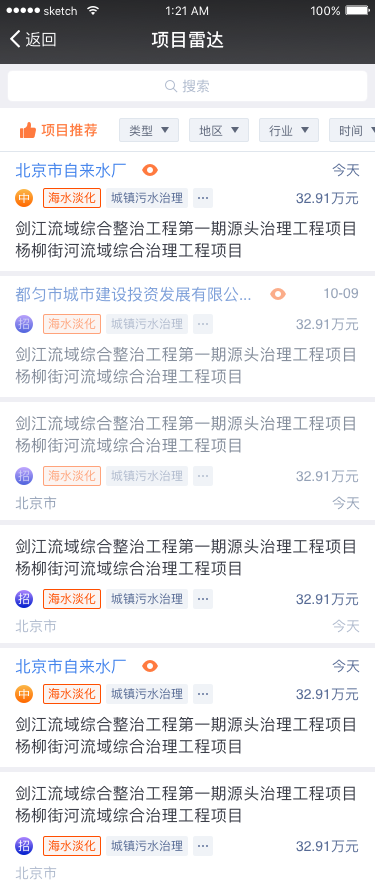 sketch 1:21 AM 100%
返回 项目雷达
搜索
项目推荐 类型 地区 行业 时间
北京市自来水厂 今天
中 海水淡化 城镇污水治理 ... 32.91万元
剑江流域综合整治工程第一期源头治理工程项目
杨柳街河流域综合治理工程项目
都匀市城市建设投资发展有限公... 10-09
招 海水淡化 城镇污水治理 ... 32.91万元
剑江流域综合整治工程第一期源头治理工程项目
杨柳街河流域综合治理工程项目
剑江流域综合整治工程第一期源头治理工程项目
杨柳街河流域综合治理工程项目
招 海水淡化 城镇污水治理 ... 32.91万元
北京市 今天
剑江流域综合整治工程第一期源头治理工程项目
杨柳街河流域综合治理工程项目
招 海水淡化 城镇污水治理 ... 32.91万元
北京市 今天
北京市自来水厂 今天
中 海水淡化 城镇污水治理 ... 32.91万元
剑江流域综合整治工程第一期源头治理工程项目
杨柳街河流域综合治理工程项目
剑江流域综合整治工程第一期源头治理工程项目
杨柳街河流域综合治理工程项目
招 海水淡化 城镇污水治理 ... 32.91万元
北京市